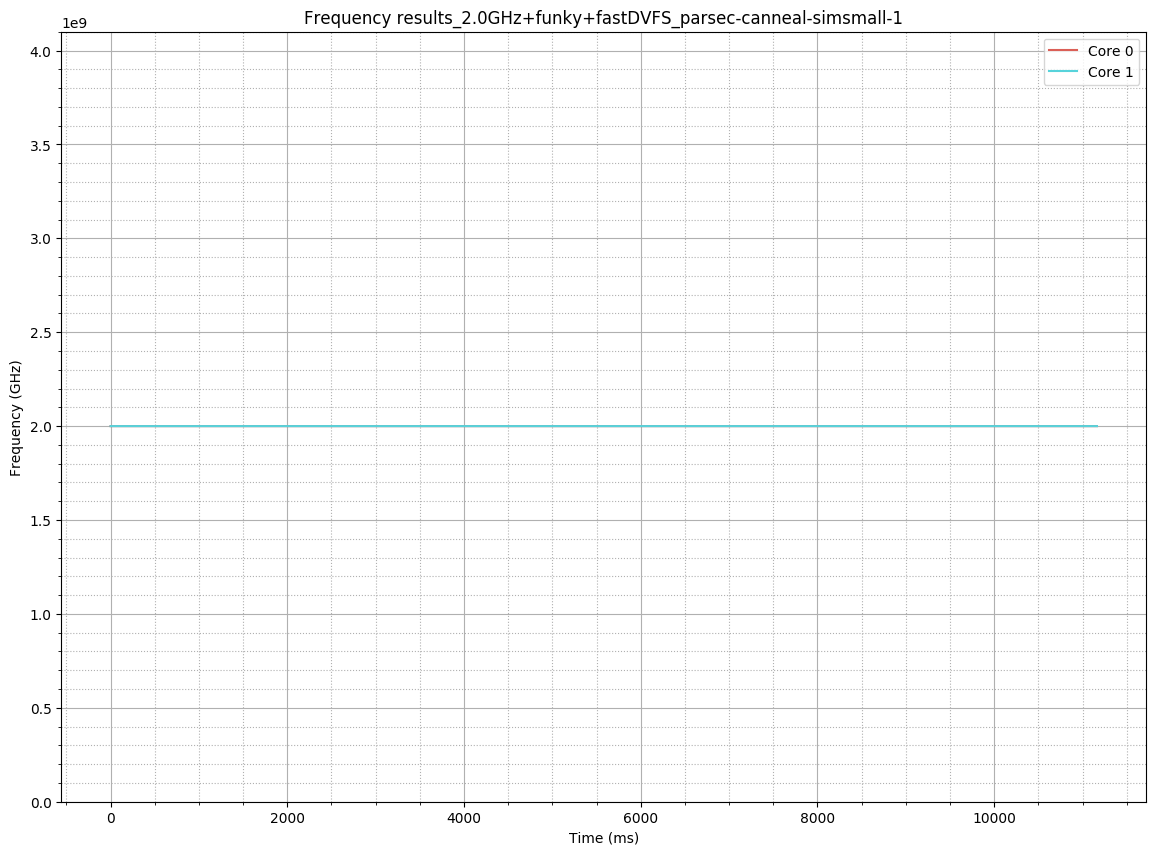 Frequency results_2.0GHz+funky+fastDVFS_parsec-canneal-simsmall-1
1e9
Core 0
Core 1
4.0
3.5
3.0
2.5
2.0
1.5
1.0
0.5
0.0
Frequency (GHz)
0 2000 4000 6000 8000 10000
Time (ms)